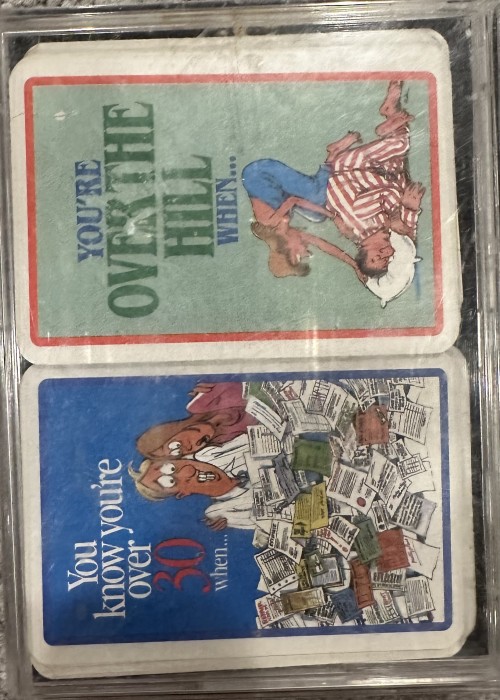 YOU'RE
OVER THE
HILL
WHEN...
You
know you're
over
30
when...